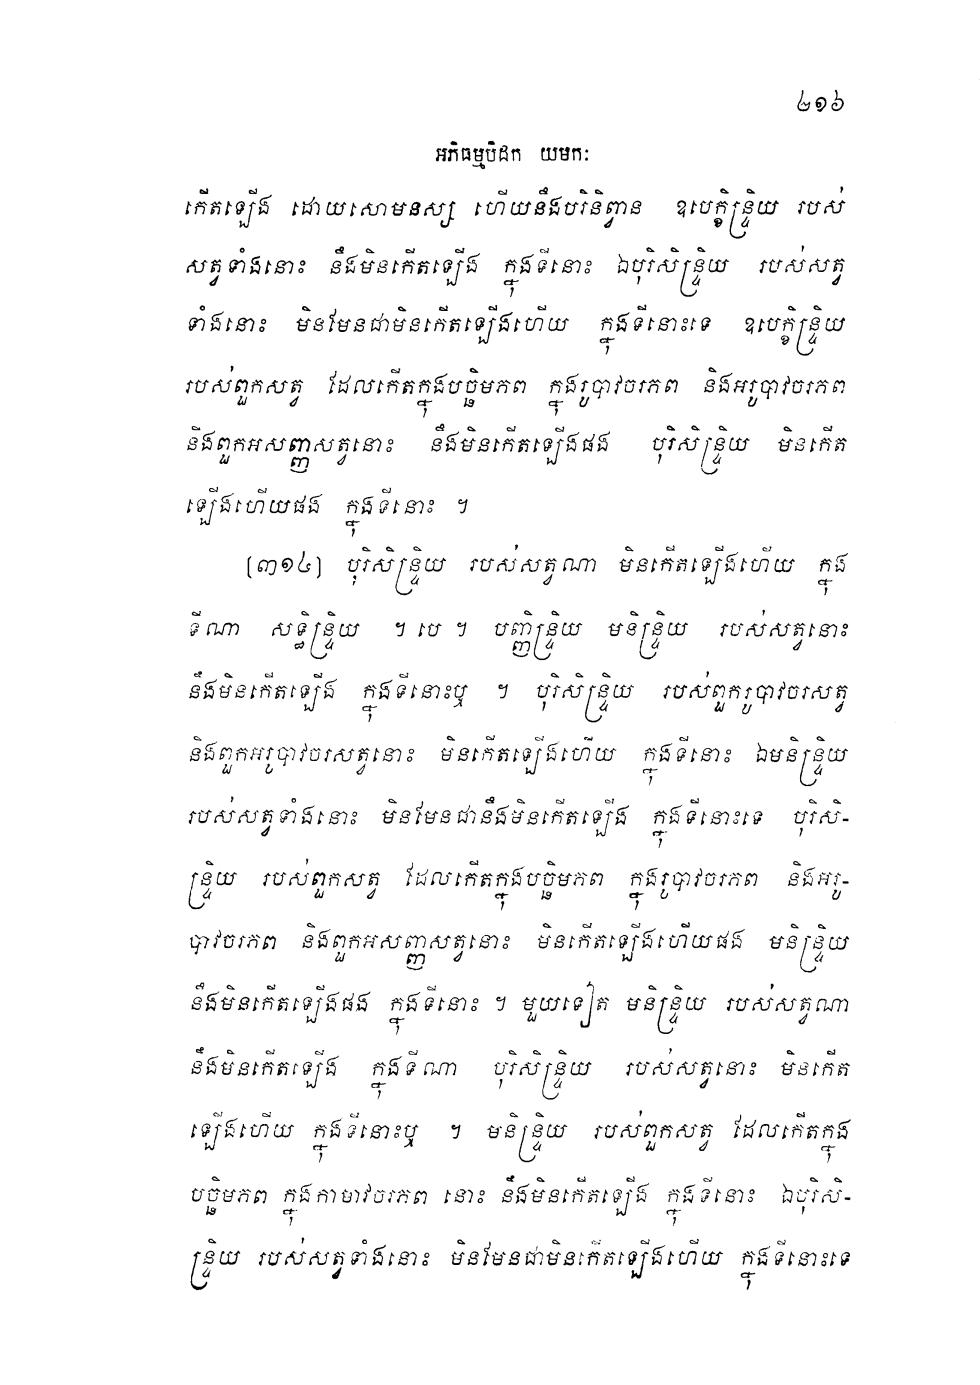 ២១៦
អភិធម្មបិដក យមកៈ
កើតឡើង ដោយសោមនស្ស ហើយនឹងបរិនិព្វាន ឧបេក្ខិន្ទ្រិយ របស់
សត្វទាំងនោះ នឹងមិនកើតឡើង ក្នុងទីនោះ ឯបុរិសិន្ទ្រិយ របស់សត្វ
ទាំងនោះ មិនមែនជាមិនកើតឡើងហើយ ក្នុងទីនោះទេ ឧបេក្ខិន្ទ្រិយ
របស់ពួកសត្វ ដែលកើតក្នុងបច្ឆិមភព ក្នុងរូបាវចរភព និងអរូបាវចរភព
និងពួកអសញ្ញសត្វនោះ នឹងមិនកើតឡើងផង បុរិសិន្ទ្រិយ មិនកើត
ឡើងហើយផង ក្នុងទីនោះ ។
(៣១៤) បុរិសិន្ទ្រិយ របស់សត្វណា មិនកើតឡើងហើយ ក្នុង
ទីណា សទ្ធិន្ទ្រិយ ។ បេ ។ បញ្ញិន្ទ្រិយ មនិន្ទ្រិយ របស់សត្វនោះ
នឹងមិនកើតឡើង ក្នុងទីនោះឬ ។ បុរិសិន្ទ្រិយ របស់ពួករូបាវចរសត្វ
និងពួកអរូបាវចរសត្វនោះ មិនកើតឡើងហើយ ក្នុងទីនោះ ឯមនិន្ទ្រិយ
របស់សត្វទាំងនោះ មិនមែនជានឹងមិនកើតឡើង ក្នុងទីនោះទេ បុរិសិ-
ន្ទ្រិយ របស់ពួកសត្វ ដែលកើតក្នុងបច្ឆិមភព ក្នុងរូបាវចរភព និងអរូ-
បាវចរភព និងពួកអសញ្ញសត្វនោះ មិនកើតឡើងហើយផង មនិន្ទ្រិយ
នឹងមិនកើតឡើងផង ក្នុងទីនោះ ។ មួយទៀត មនិន្ទ្រិយ របស់សត្វណា
នឹងមិនកើតឡើង ក្នុងទីណា បុរិសិន្ទ្រិយ របស់សត្វនោះ មិនកើត
ឡើងហើយ ក្នុងទីនោះឬ ។ មនិន្ទ្រិយ របស់ពួកសត្វ ដែលកើតក្នុង
បច្ឆិមភព ក្នុងកាមាវចរភព នោះ នឹងមិនកើតឡើង ក្នុងទីនោះ ឯបុរិសិ-
ន្ទ្រិយ របស់សត្វទាំងនោះ មិនមែនជាមិនកើតឡើងហើយ ក្នុងទីនោះទេ